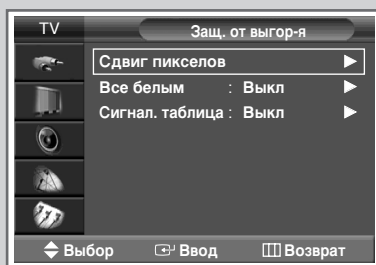 TV Защ. от выгор-я
Сдвиг пикселов
Все белым : Выкл
Сигнал. таблица : Выкл
Выбор Ввод Возврат